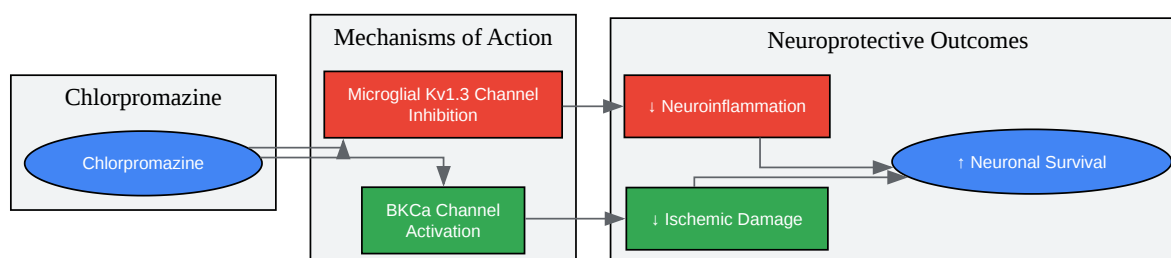 Chlorpromazine
Chlorpromazine
Mechanisms of Action
Microglial Kv1.3 Channel
Inhibition
BKCa Channel
Activation
Neuroprotective Outcomes
↓ Neuroinflammation
↓ Ischemic Damage
↑ Neuronal Survival